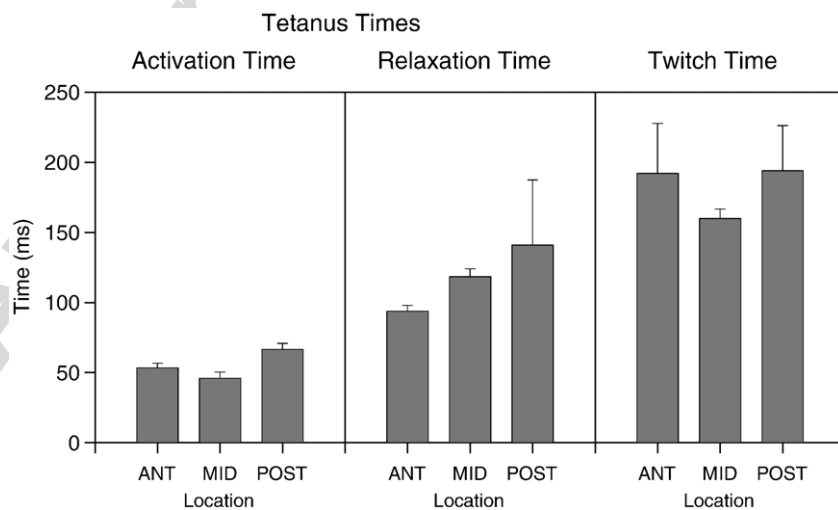 Tetanus Times
Activation Time Relaxation Time Twitch Time
250
200
150
100
50
0
Time (ms)
ANT MID POST ANT MID POST ANT MID POST
Location Location Location